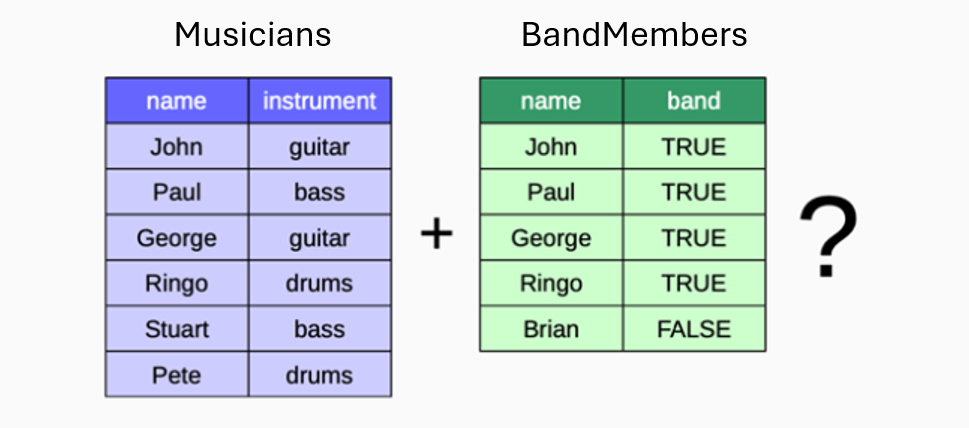 Musicians
BandMembers
name instrument
John guitar
Paul bass
George guitar
Ringo drums
Stuart bass
Pete drums
+
name band
John TRUE
Paul TRUE
George TRUE
Ringo TRUE
Brian FALSE
?